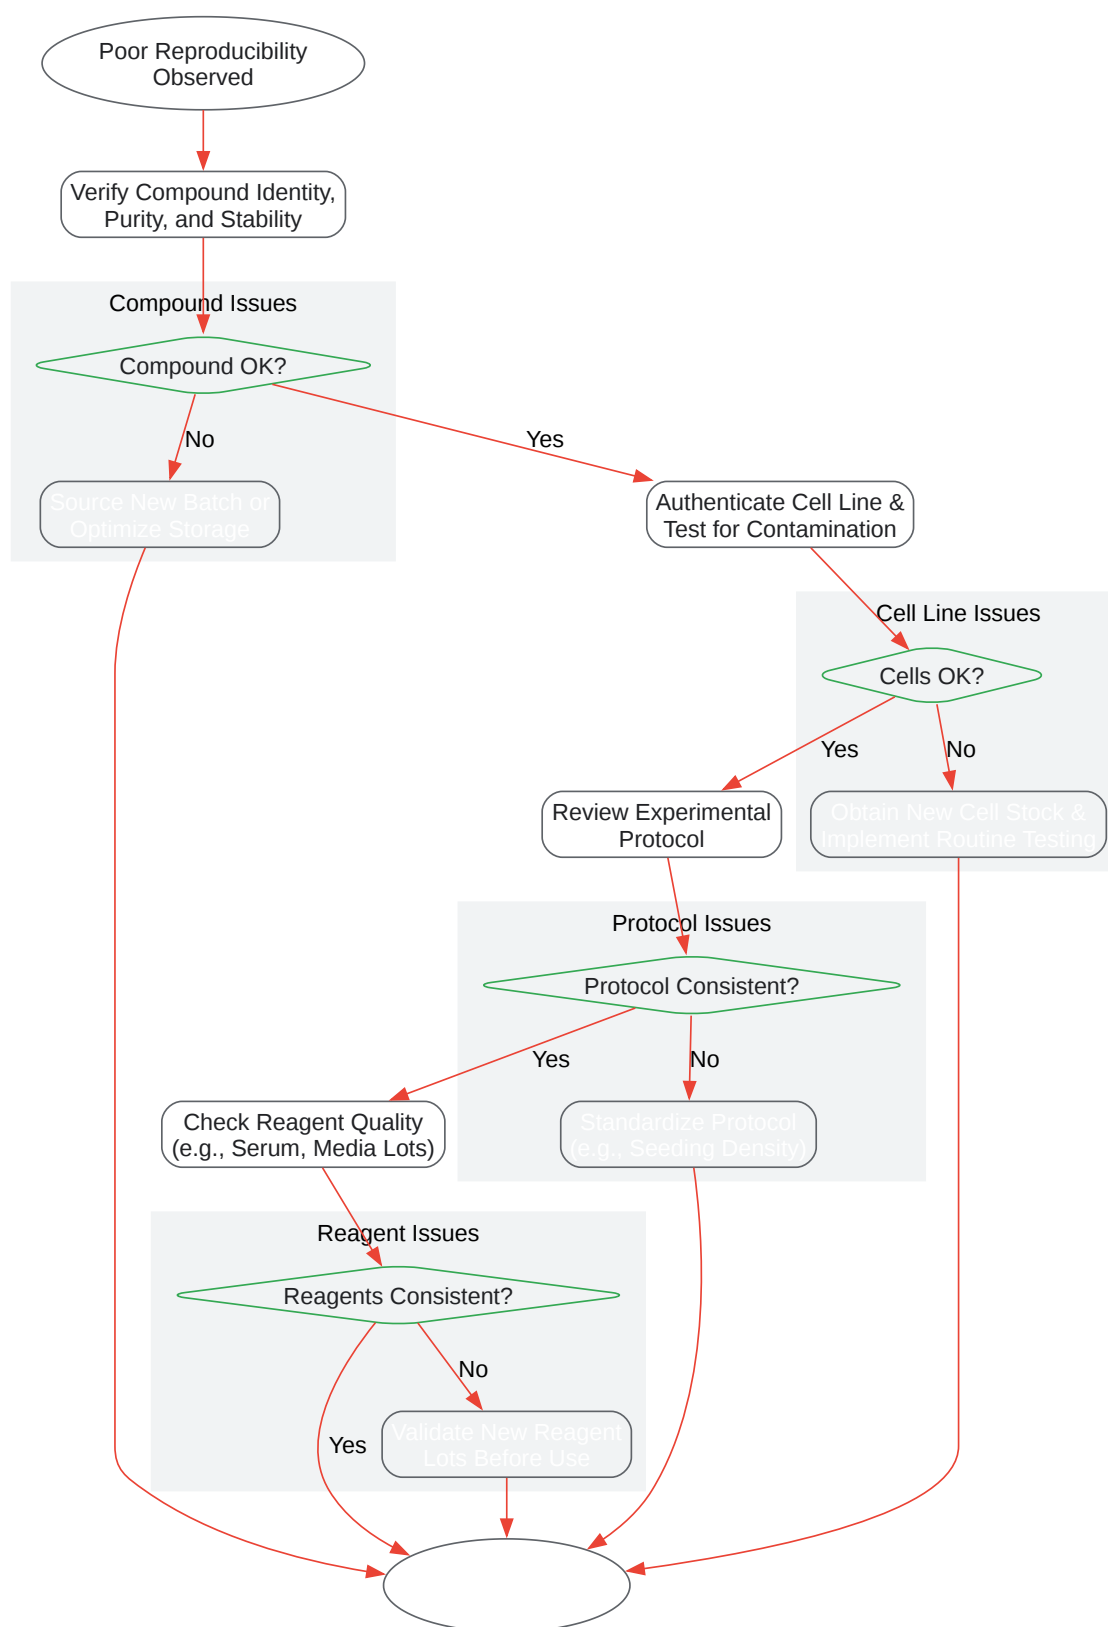 Poor Reproducibility
Observed
Verify Compound Identity,
Purity, and Stability
Compound Issues
Compound OK?
No
Yes
Source New Batch or
Optimize Storage
Authenticate Cell Line &
Test for Contamination
Cell Line Issues
Cells OK?
Yes
No
Review Experimental
Protocol
Obtain New Cell Stock &
Implement Routine Testing
Protocol Issues
Protocol Consistent?
Yes
No
Check Reagent Quality
(e.g., Serum, Media Lots)
Standardize Protocol
(e.g., Seeding Density)
Reagent Issues
Reagents Consistent?
No
Yes
Validate New Reagent
Lots Before Use